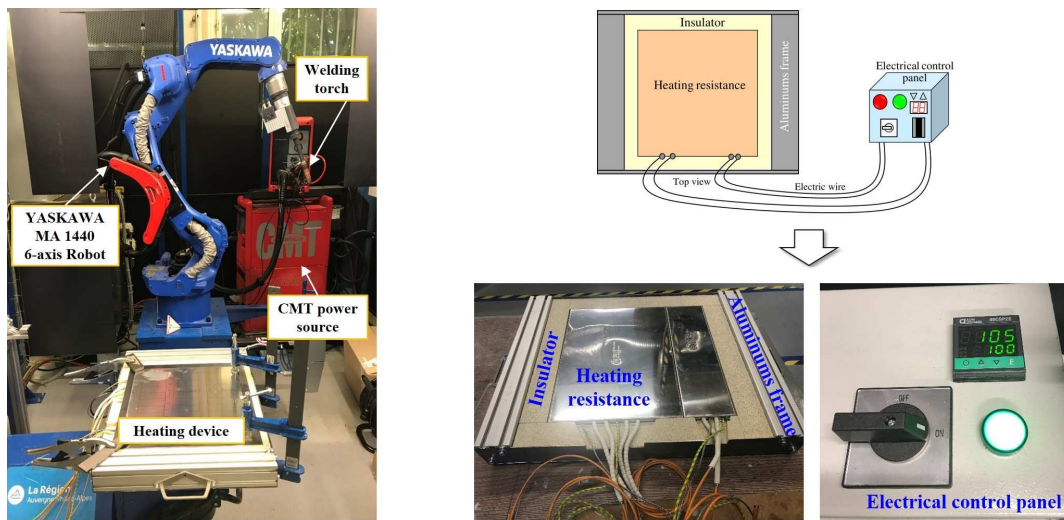 YASKAWA
Welding
torch
YASKAWA
MA 1440
6-axis Robot
CMT
CMT power
source
Heating device
La Région
Auvergne-Rhône-Alpes
Insulator
Heating resistance
Aluminums frame
Electrical control
panel
Top view
Electric wire
Insulator
Heating
resistance
Aluminums frame
105
100
OFF
ON
Electrical control panel